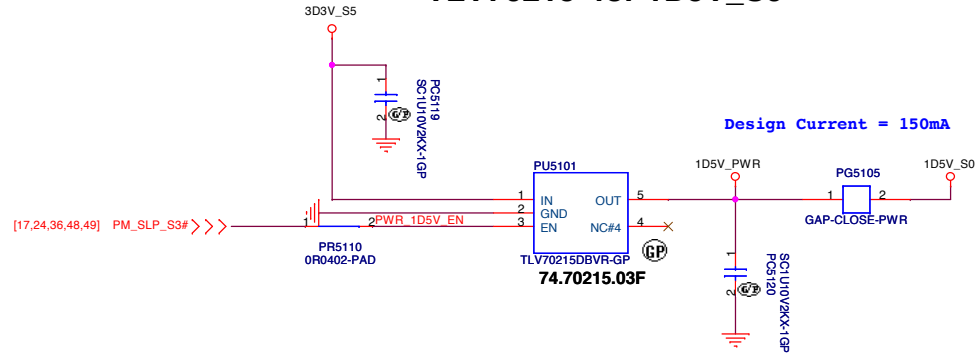 3D3V_S5
1
2
PC5119
SC1U10V2KX-1GP
G/P
Design Current = 150mA
PU5101
1D5V_PWR
1D5V_S0
PG5105
1 IN OUT 5
1 2
2 GND
GAP-CLOSE-PWR
[17,24,36,48,49] PM_SLP_S3#
1 2 PWR_1D5V_EN
3 EN NC#4 4
GP
PR5110
0R0402-PAD
TLV70215DBVR-GP
74.70215.03F
1
2
SC1U10V2KX-1GP
PC5120
G/P